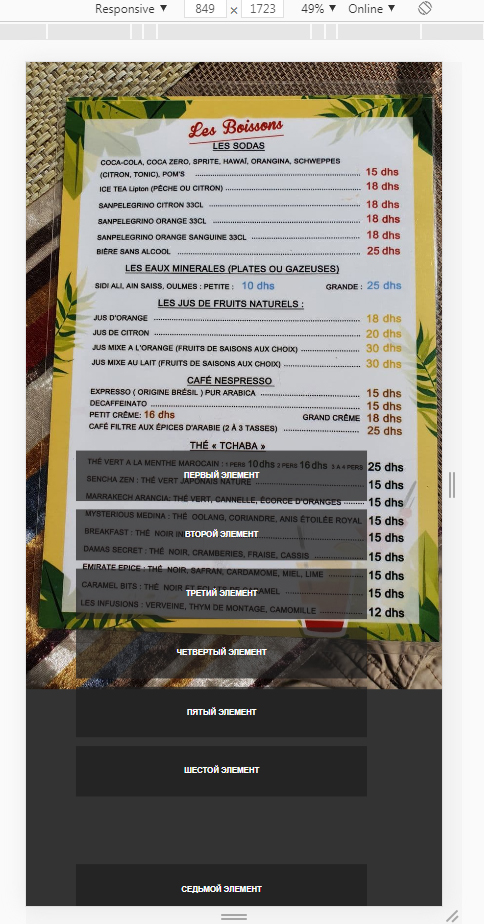 Responsive ▼ 849 × 1723 49% ▼ Online ▼
Les Boissons
LES SODAS
COCA-COLA, COCA ZERO, SPRITE, HAWAÏ, ORANGINA, SCHWEPPES
(CITRON, TONIC), POM'S 15 dhs
ICE TEA Lipton (PÊCHE OU CITRON) 18 dhs
SANPELEGRINO CITRON 33CL 18 dhs
SANPELEGRINO ORANGE 33CL 18 dhs
SANPELEGRINO ORANGE SANGUINE 33CL 18 dhs
BIÈRE SANS ALCOOL 25 dhs
LES EAUX MINERALES (PLATES OU GAZEUSES)
SIDI ALI, AIN SAISS, OULMES : PETITE : 10 dhs GRANDE : 25 dhs
LES JUS DE FRUITS NATURELS :
JUS D'ORANGE 18 dhs
JUS DE CITRON 20 dhs
JUS MIXE A L'ORANGE (FRUITS DE SAISONS AUX CHOIX) 30 dhs
JUS MIXE AU LAIT (FRUITS DE SAISONS AUX CHOIX) 30 dhs
CAFÉ NESPRESSO
EXPRESSO ( ORIGINE BRÉSIL ) PUR ARABICA 15 dhs
DECAFFEINATO 15 dhs
PETIT CRÈME: 16 dhs GRAND CRÈME 18 dhs
CAFÉ FILTRE AUX ÉPICES D'ARABIE (2 À 3 TASSES) 25 dhs
THÉ « TCHABA »
THÉ VERT A LA MENTHE MAROCAIN : 1 PERS 10 dhs 2 PERS 16 dhs 3 A 4 PERS 25 dhs
ПЕРВЫЙ ЭЛЕМЕНТ
SENCHA ZEN : THÉ VERT JAPONAIS NATURE 15 dhs
MARRAKECH ARANCIA: THÉ VERT, CANNELLE, ÉCORCE D'ORANGES 15 dhs
MYSTERIOUS MEDINA : THÉ OOLANG, CORIANDRE, ANIS ÉTOILÉE ROYAL 15 dhs
ВТОРОЙ ЭЛЕМЕНТ
BREAKFAST : THÉ NOIR 15 dhs
DAMAS SECRET : THÉ NOIR, CRAMBERIES, FRAISE, CASSIS 15 dhs
EMIRATE EPICE : THÉ NOIR, SAFRAN, CARDAMOME, MIEL, LIME 15 dhs
CARAMEL BITS : THÉ NOIR 15 dhs
ТРЕТИЙ ЭЛЕМЕНТ
LES INFUSIONS : VERVEINE, THYM DE MONTAGE, CAMOMILLE 12 dhs
ЧЕТВЕРТЫЙ ЭЛЕМЕНТ
ПЯТЫЙ ЭЛЕМЕНТ
ШЕСТОЙ ЭЛЕМЕНТ
СЕДЬМОЙ ЭЛЕМЕНТ